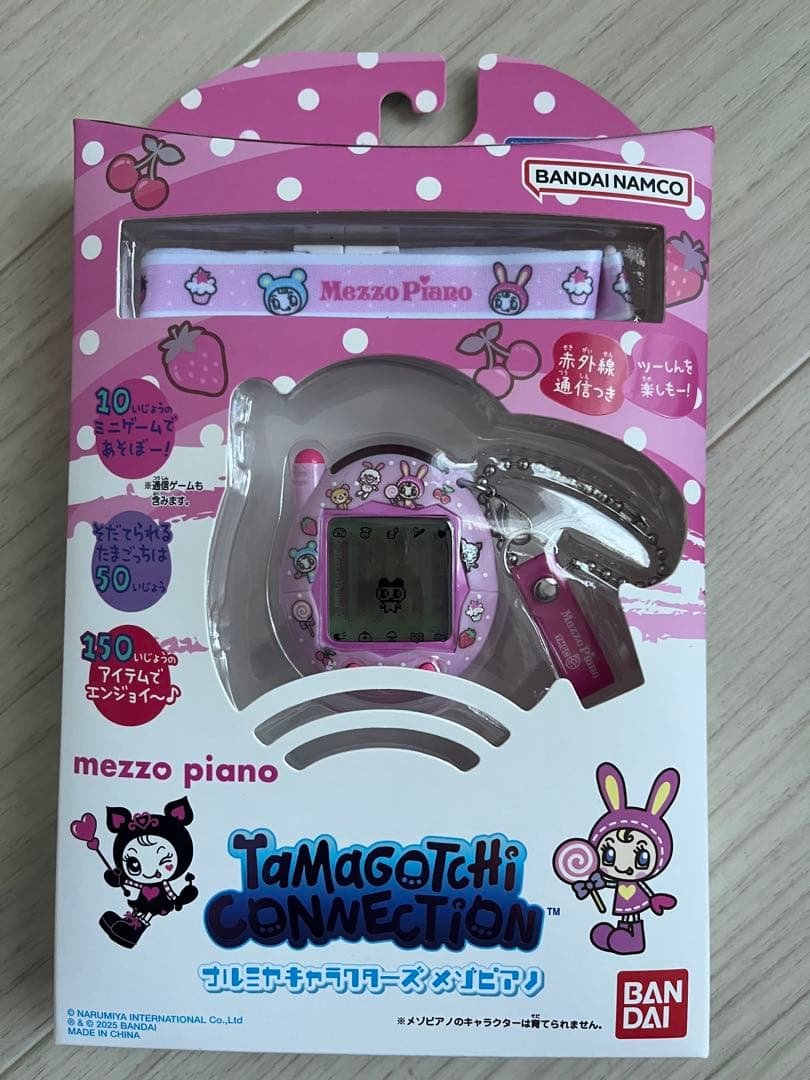 BANDAI NAMCO
Mezzo Piano
赤外線
通信つき
ツーしんを
楽しもー!
10いじょうの
ミニゲームで
あそぼー!
※通信ゲームも
含みます。
そだてられる
たまごっちは
50いじょう
150いじょうの
アイテムで
エンジョイ〜♪
Mezzo Piano
mezzo piano
TAMAGOTCHI
CONNECTION™
ナルミヤキャラクターズ メゾピアノ
© NARUMIYA INTERNATIONAL Co.,Ltd
® & © 2025 BANDAI
MADE IN CHINA
※メゾピアノのキャラクターは育てられません。
BAN
DAI